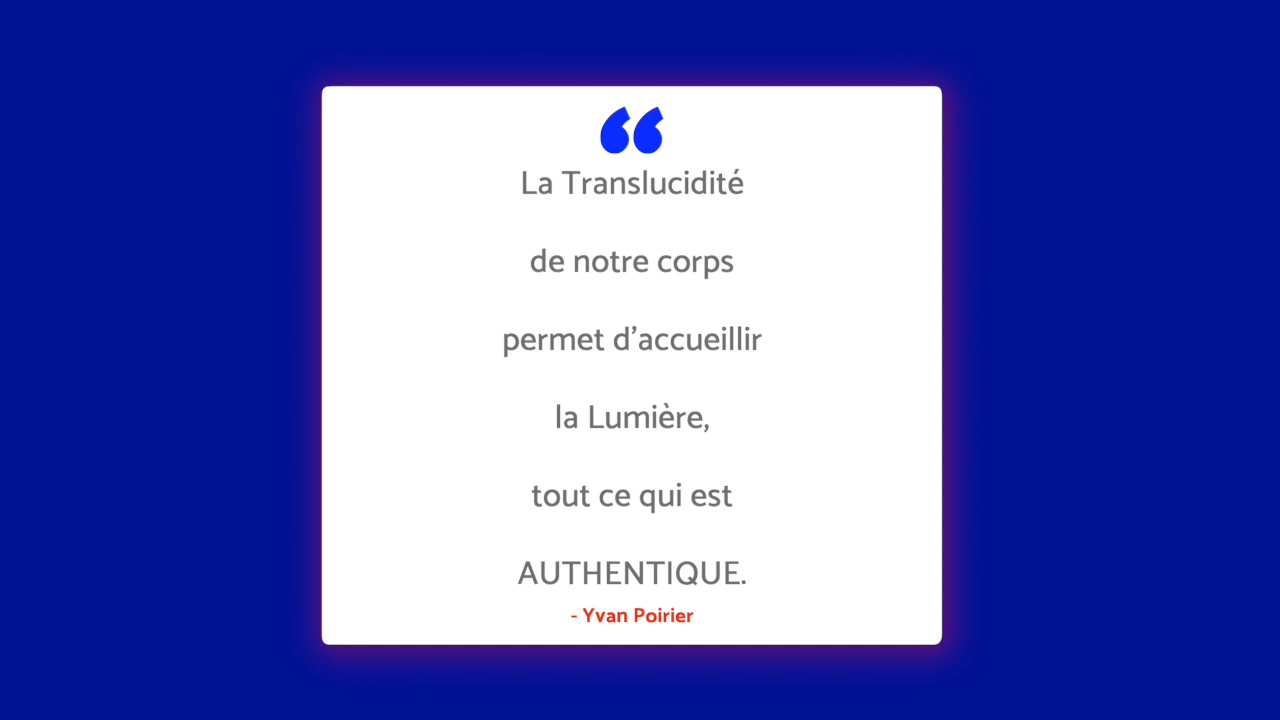 “
La Translucidité
de notre corps
permet d’accueillir
la Lumière,
tout ce qui est
AUTHENTIQUE.
- Yvan Poirier